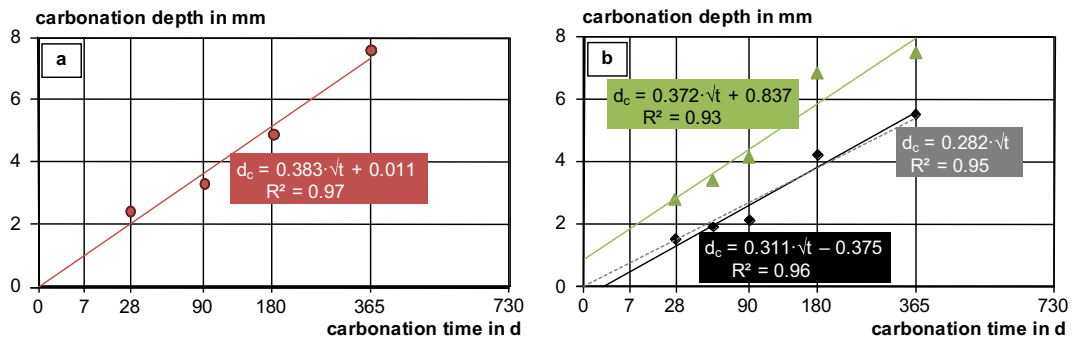 carbonation depth in mm
8
a
6
4
2
0
d_c = 0.383·√t + 0.011
R² = 0.97
0 7 28 90 180 365 730
carbonation time in d
carbonation depth in mm
8
b
6
4
2
0
d_c = 0.372·√t + 0.837
R² = 0.93
d_c = 0.282·√t
R² = 0.95
d_c = 0.311·√t – 0.375
R² = 0.96
0 7 28 90 180 365 730
carbonation time in d